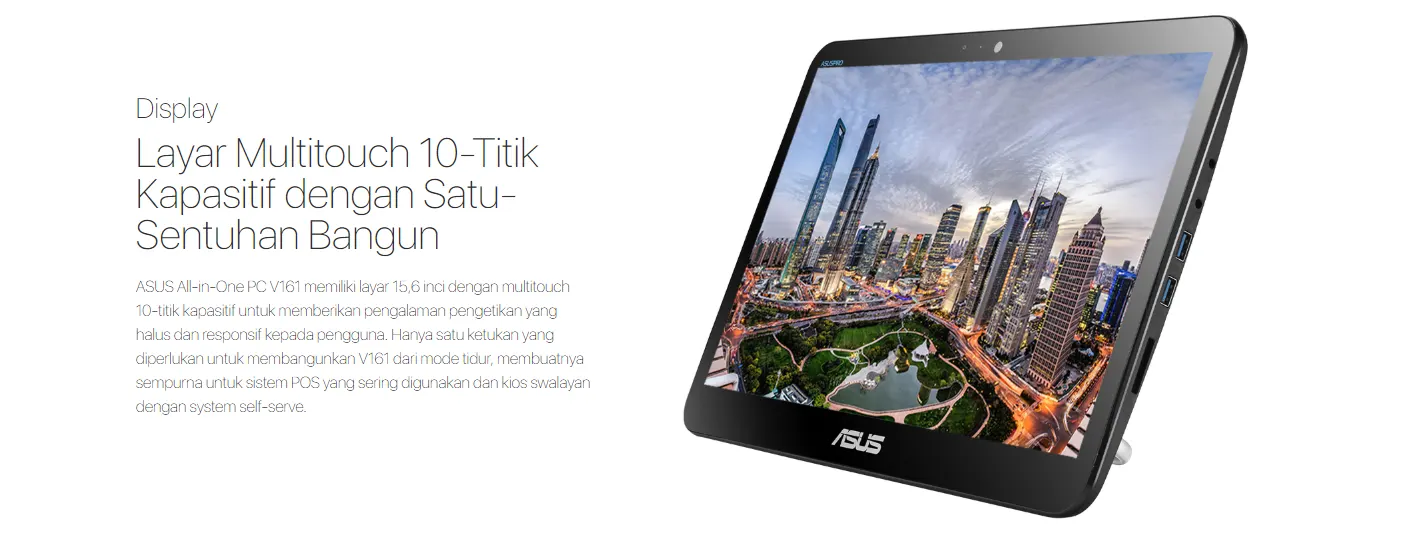 Display
Layar Multitouch 10-Titik
Kapasitif dengan Satu-
Sentuhan Bangun
ASUS All-in-One PC V161 memiliki layar 15,6 inci dengan multitouch
10-titik kapasitif untuk memberikan pengalaman pengetikan yang
halus dan responsif kepada pengguna. Hanya satu ketukan yang
diperlukan untuk membangunkan V161 dari mode tidur, membuatnya
sempurna untuk sistem POS yang sering digunakan dan kios swalayan
dengan system self-serve.
ASUSPRO
ASUS